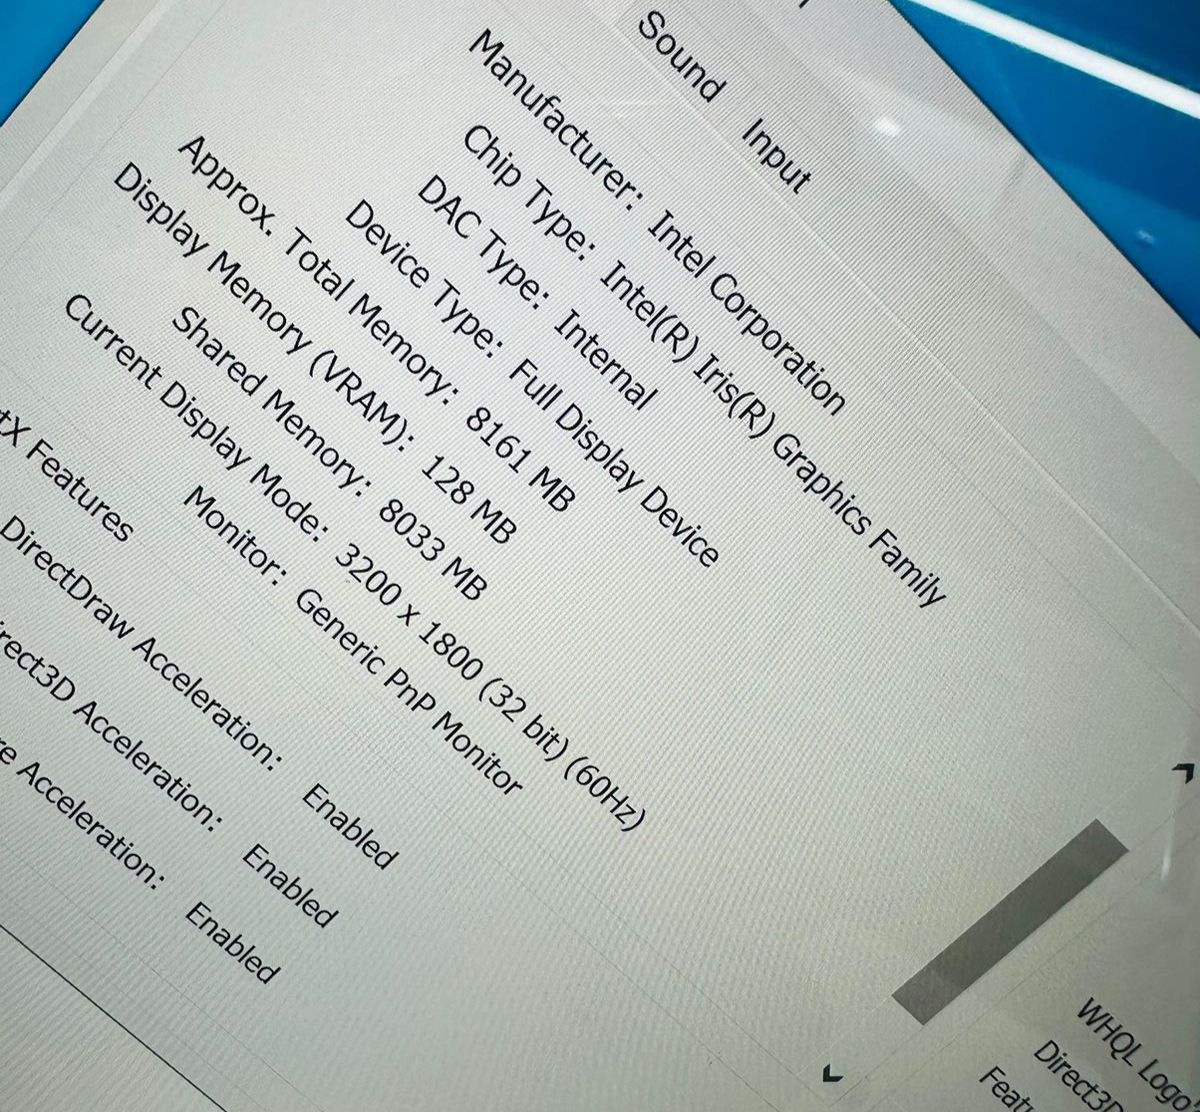 Sound Input
Manufacturer: Intel Corporation
Chip Type: Intel(R) Iris(R) Graphics Family
DAC Type: Internal
Device Type: Full Display Device
Approx. Total Memory: 8161 MB
Display Memory (VRAM): 128 MB
Shared Memory: 8033 MB
Current Display Mode: 3200 x 1800 (32 bit) (60Hz)
Monitor: Generic PnP Monitor
tX Features
DirectDraw Acceleration: Enabled
rect3D Acceleration: Enabled
re Acceleration: Enabled
WHQL Logo'
Direct3D
Featu